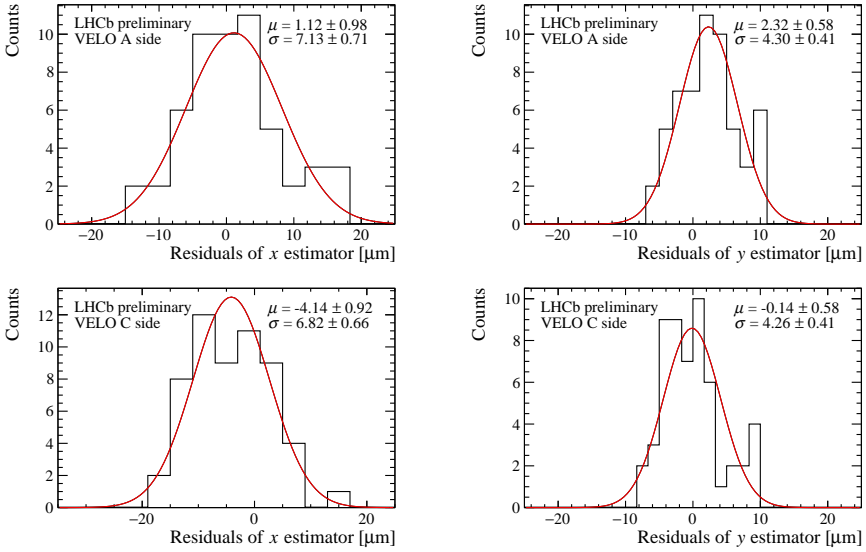 Counts
LHCb preliminary
VELO A side
μ = 1.12 ± 0.98
σ = 7.13 ± 0.71
10
8
6
4
2
0
−20
−10
0
10
20
Residuals of x estimator [μm]
Counts
LHCb preliminary
VELO A side
μ = 2.32 ± 0.58
σ = 4.30 ± 0.41
10
8
6
4
2
0
−20
−10
0
10
20
Residuals of y estimator [μm]
Counts
LHCb preliminary
VELO C side
μ = -4.14 ± 0.92
σ = 6.82 ± 0.66
12
10
8
6
4
2
0
−20
0
20
Residuals of x estimator [μm]
Counts
LHCb preliminary
VELO C side
μ = -0.14 ± 0.58
σ = 4.26 ± 0.41
10
8
6
4
2
0
−20
−10
0
10
20
Residuals of y estimator [μm]